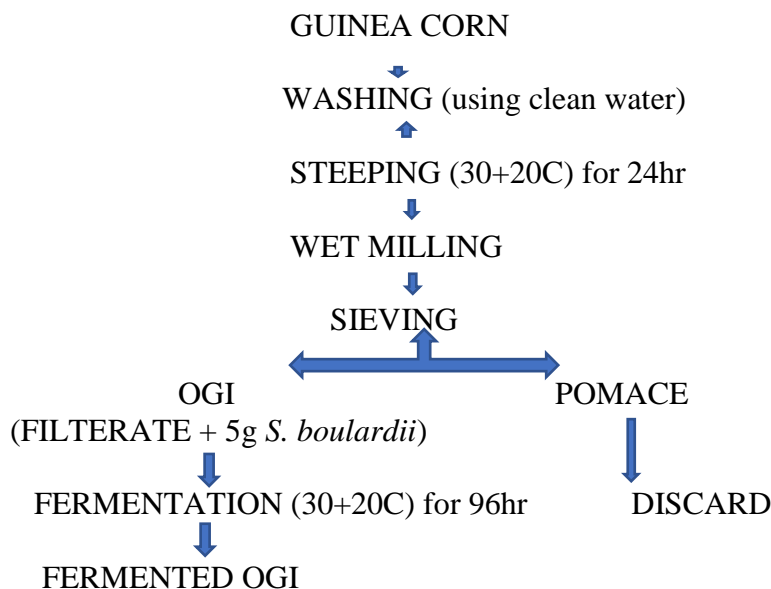 GUINEA CORN
WASHING (using clean water)
STEEPING (30+20C) for 24hr
WET MILLING
SIEVING
OGI
(FILTERATE + 5g S. boulardii)
POMACE
FERMENTATION (30+20C) for 96hr
DISCARD
FERMENTED OGI